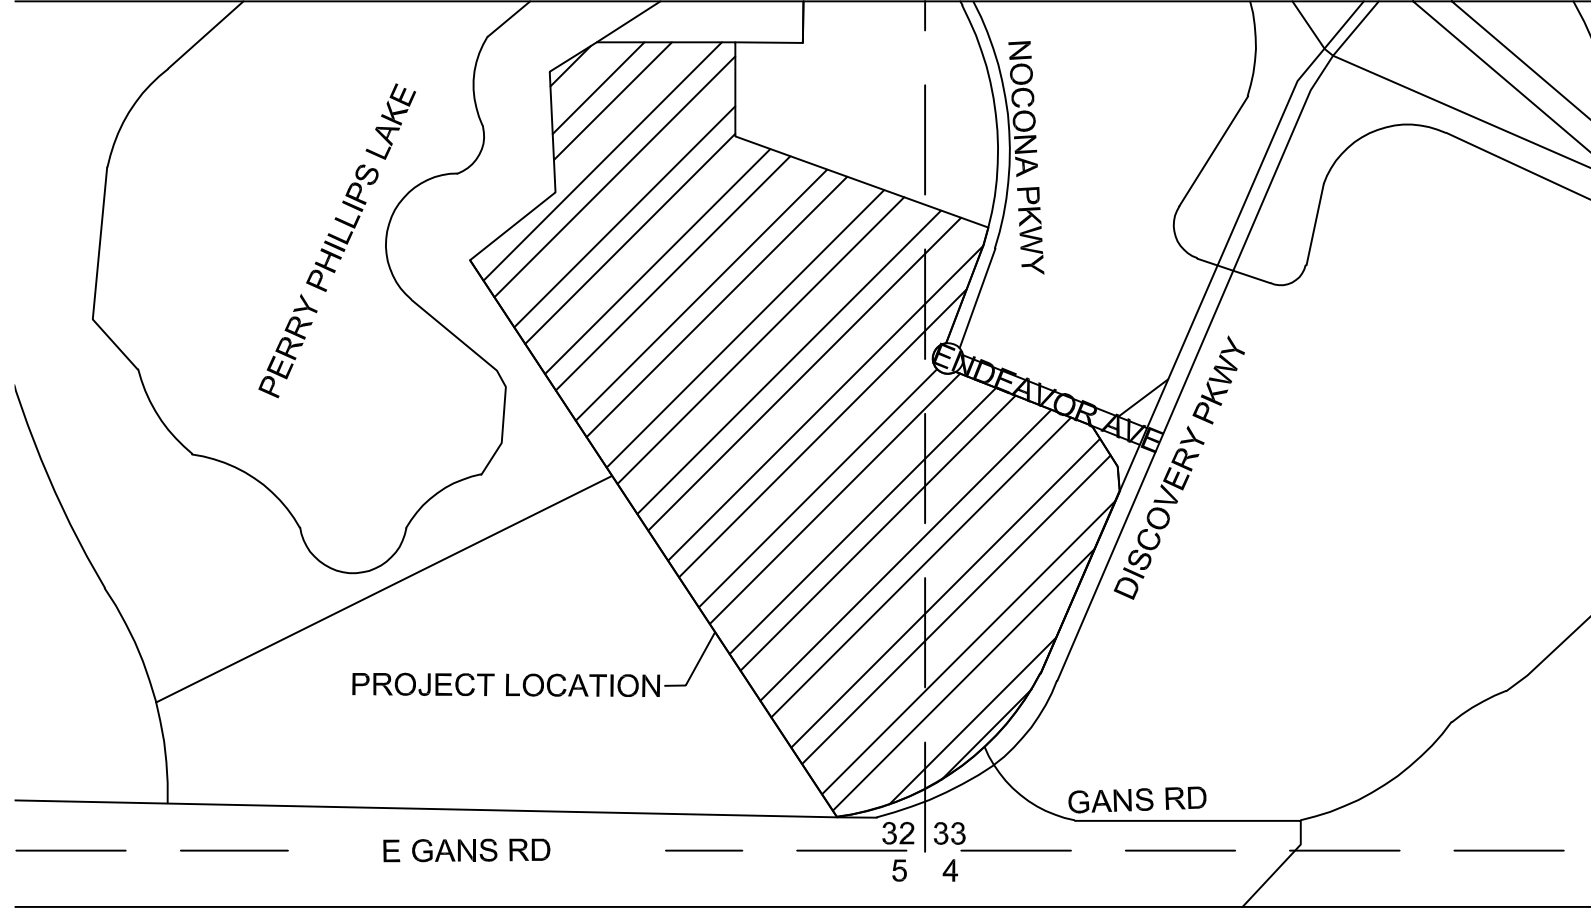 NOCONA PKWY
PERRY PHILLIPS LAKE
ENDEAVOR AVE
DISCOVERY PKWY
PROJECT LOCATION
GANS RD
32 33
E GANS RD
5 4